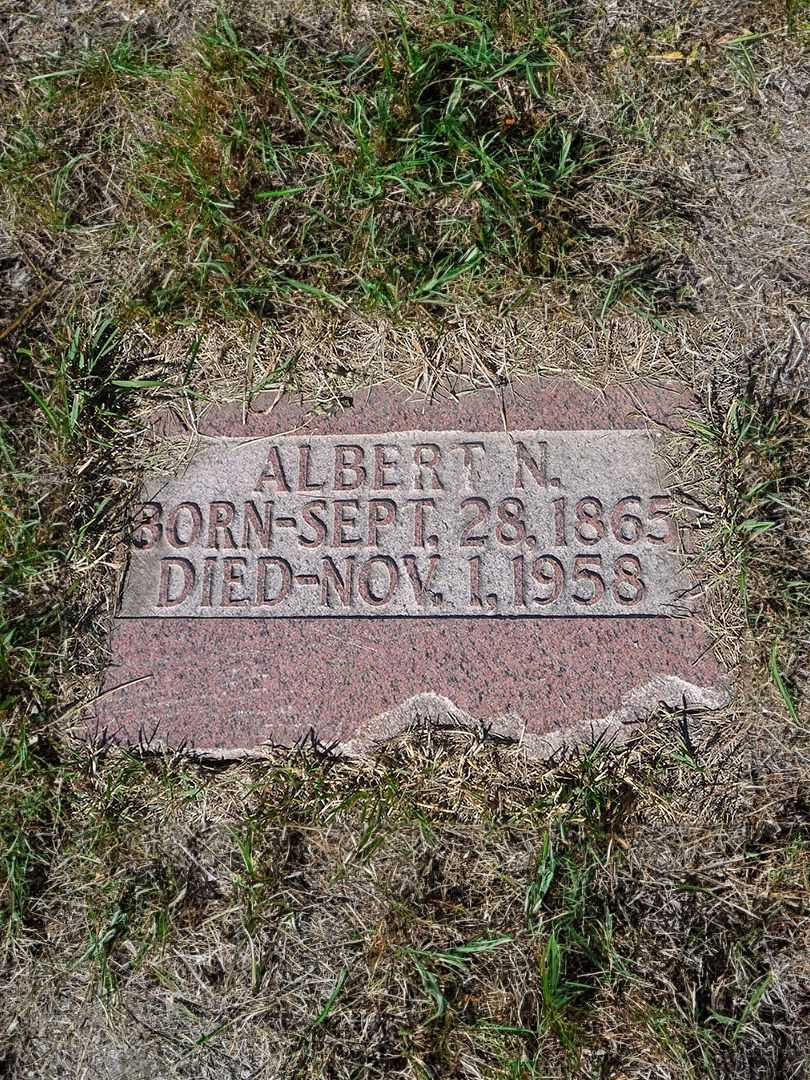 ALBERT N.
BORN-SEPT. 28. 1865
DIED-NOV. 1, 1958